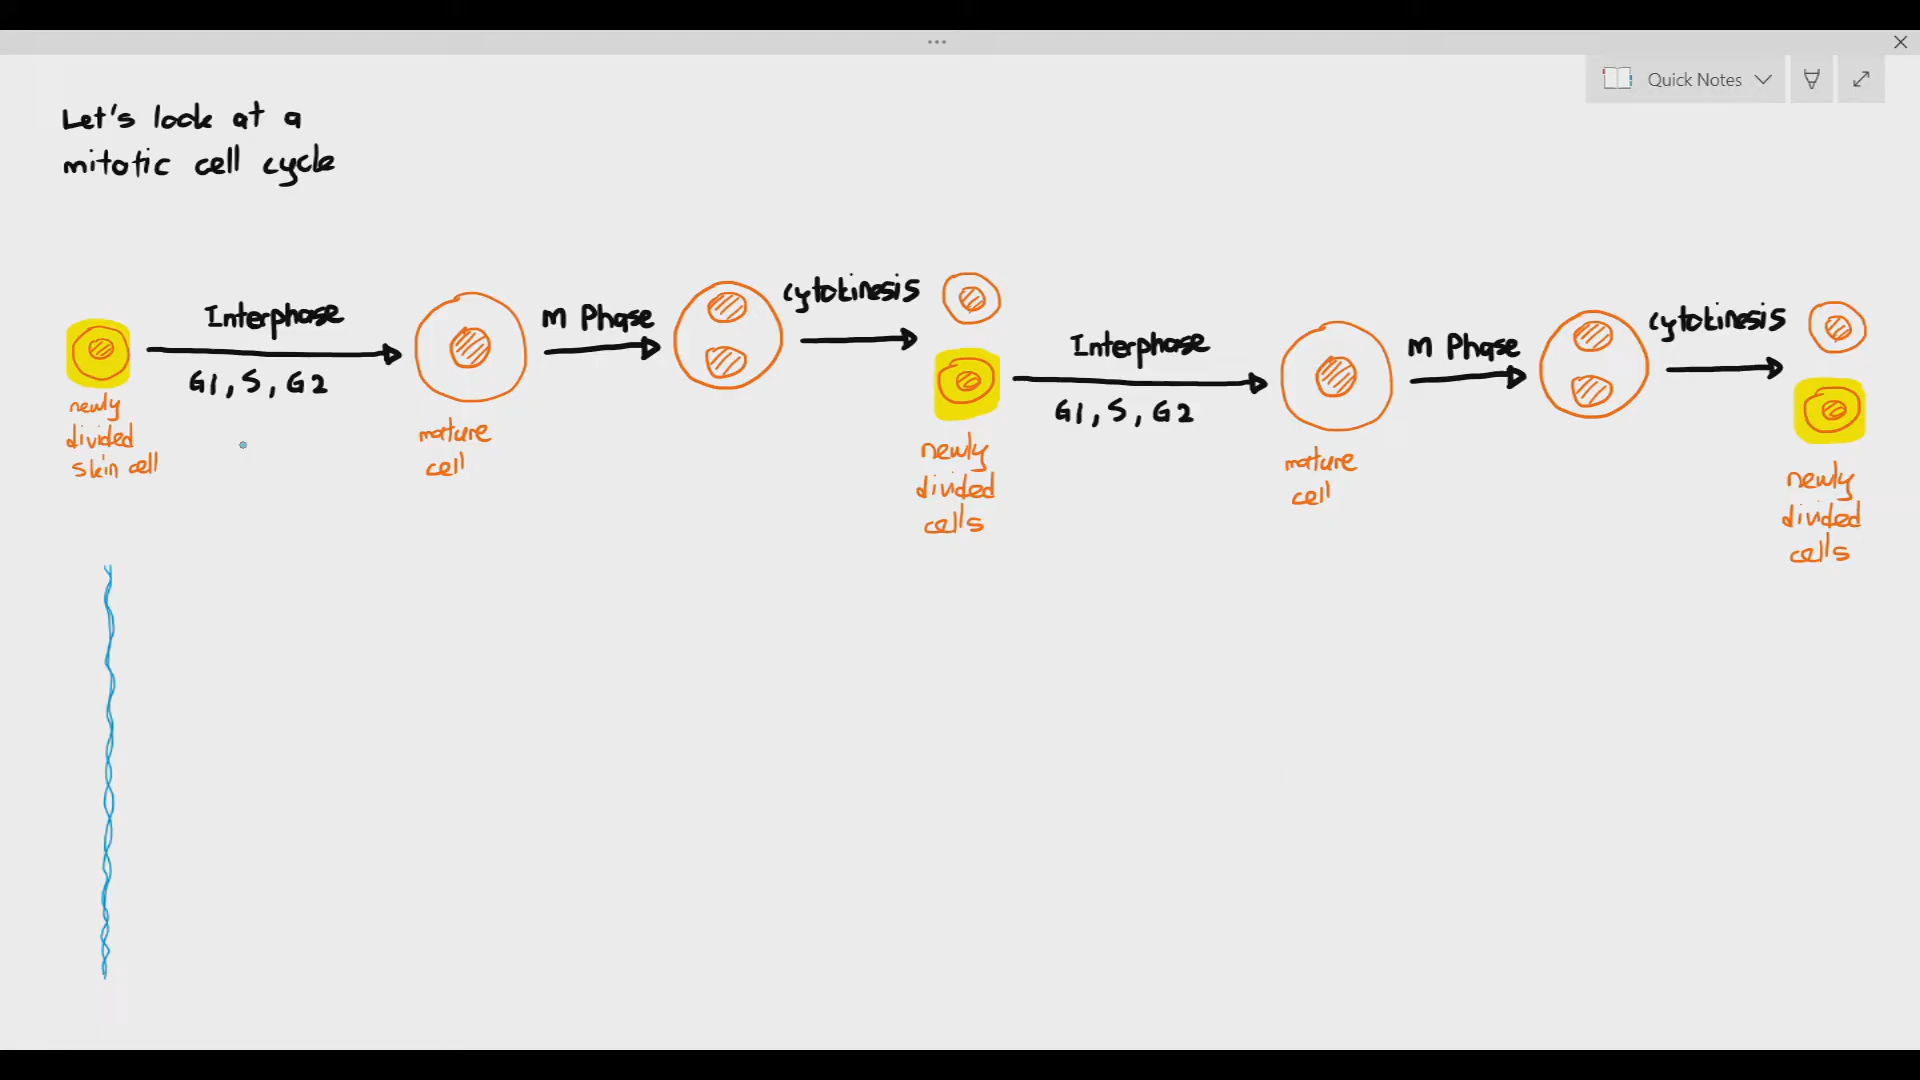 Quick Notes
Let's look at a
mitotic cell cycle
Interphase
G1, S, G2
newly
divided
skin cell
mature
cell
M Phase
cytokinesis
newly
divided
cells
Interphase
G1, S, G2
mature
cell
M Phase
cytokinesis
newly
divided
cells